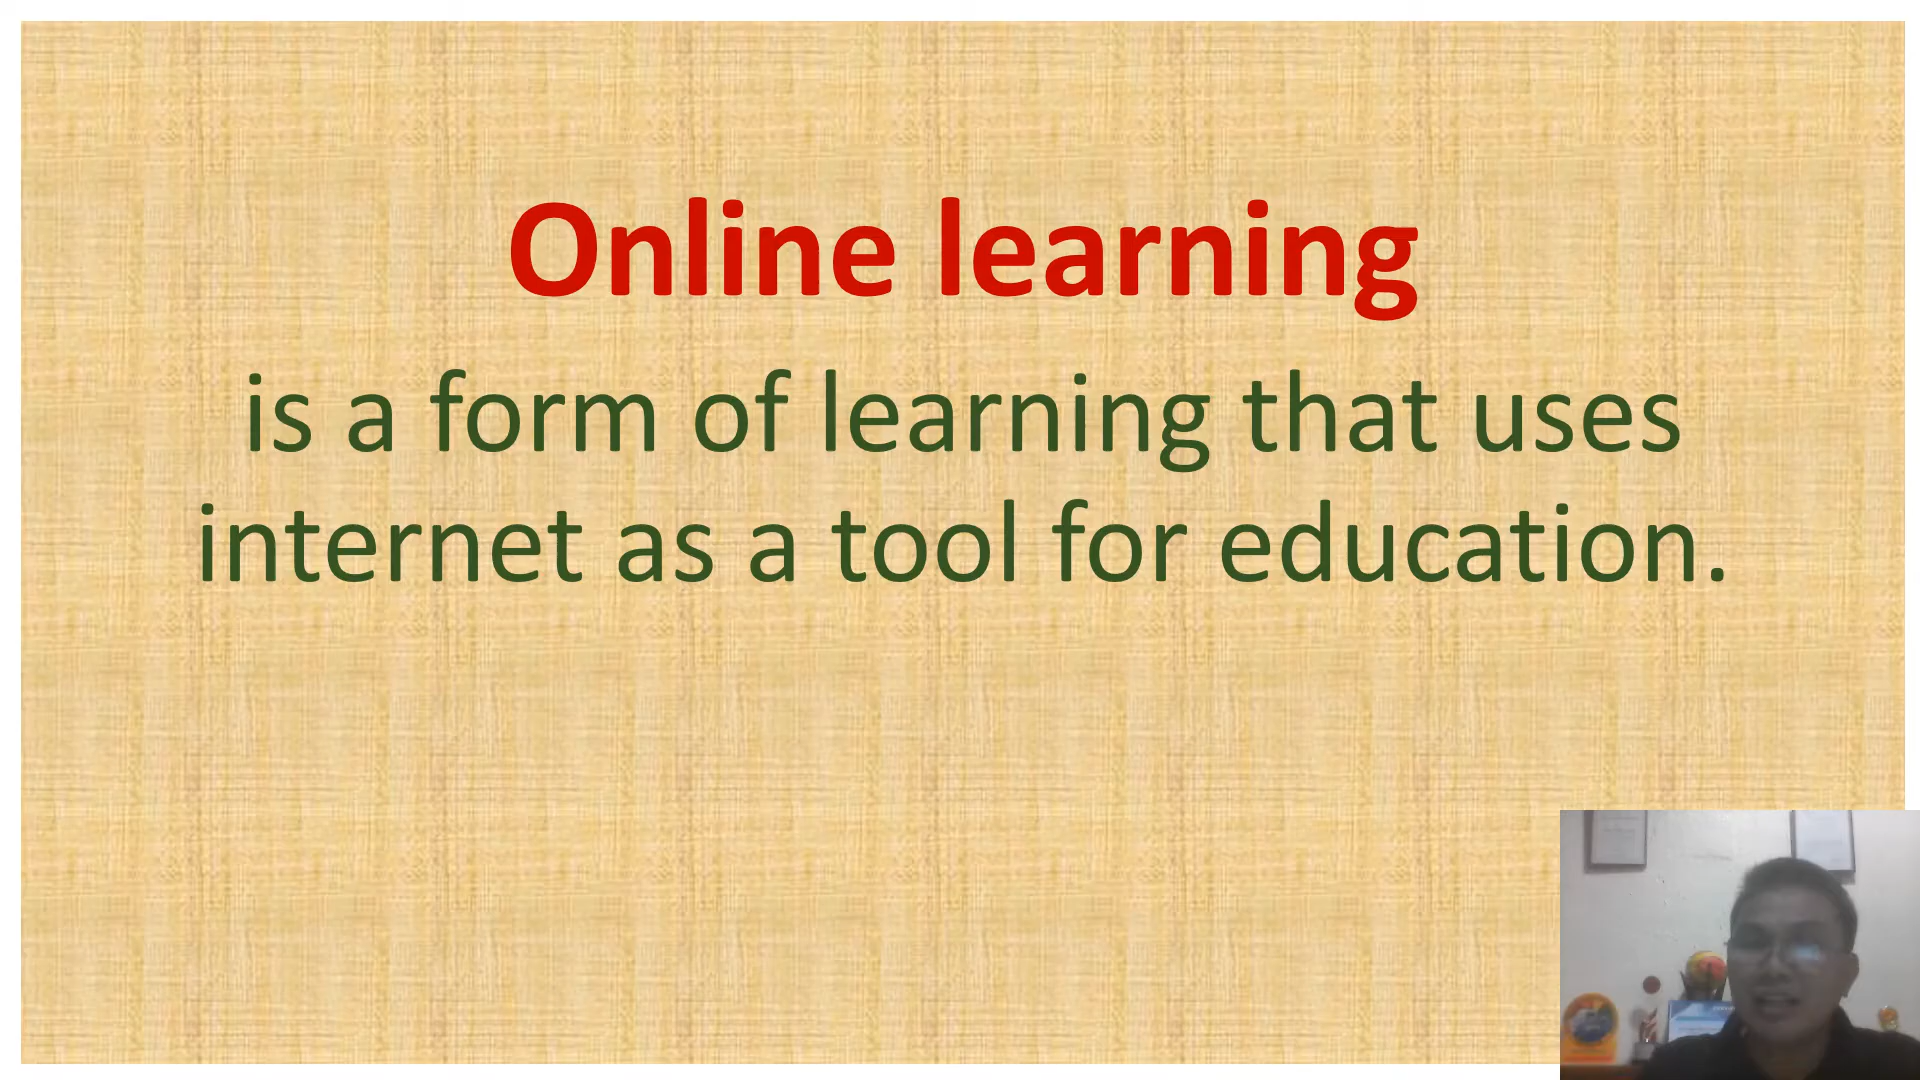 Online learning
is a form of learning that uses
internet as a tool for education.